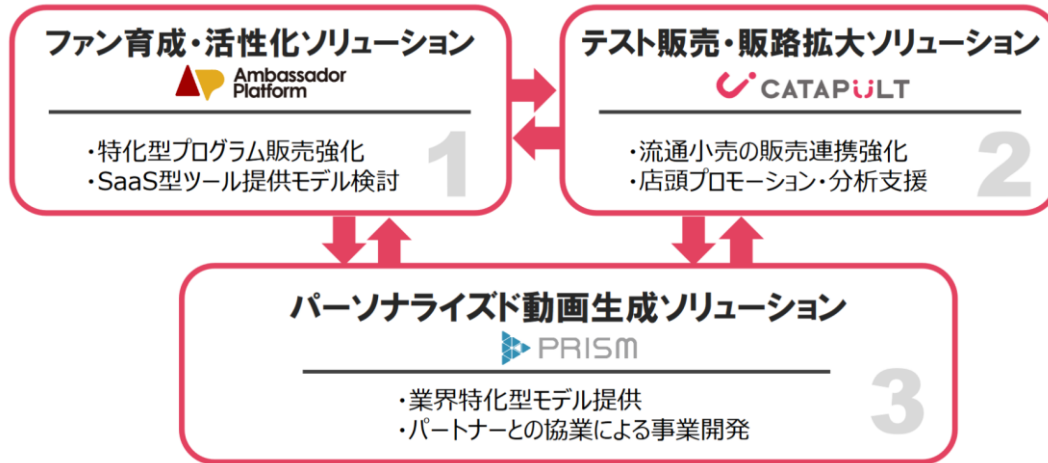 ファン育成・活性化ソリューション
Ambassador
Platform
・特化型プログラム販売強化
・SaaS型ツール提供モデル検討
1
テスト販売・販路拡大ソリューション
CATAPULT
・流通小売の販売連携強化
・店頭プロモーション・分析支援
2
パーソナライズド動画生成ソリューション
PRISM
・業界特化型モデル提供
・パートナーとの協業による事業開発
3